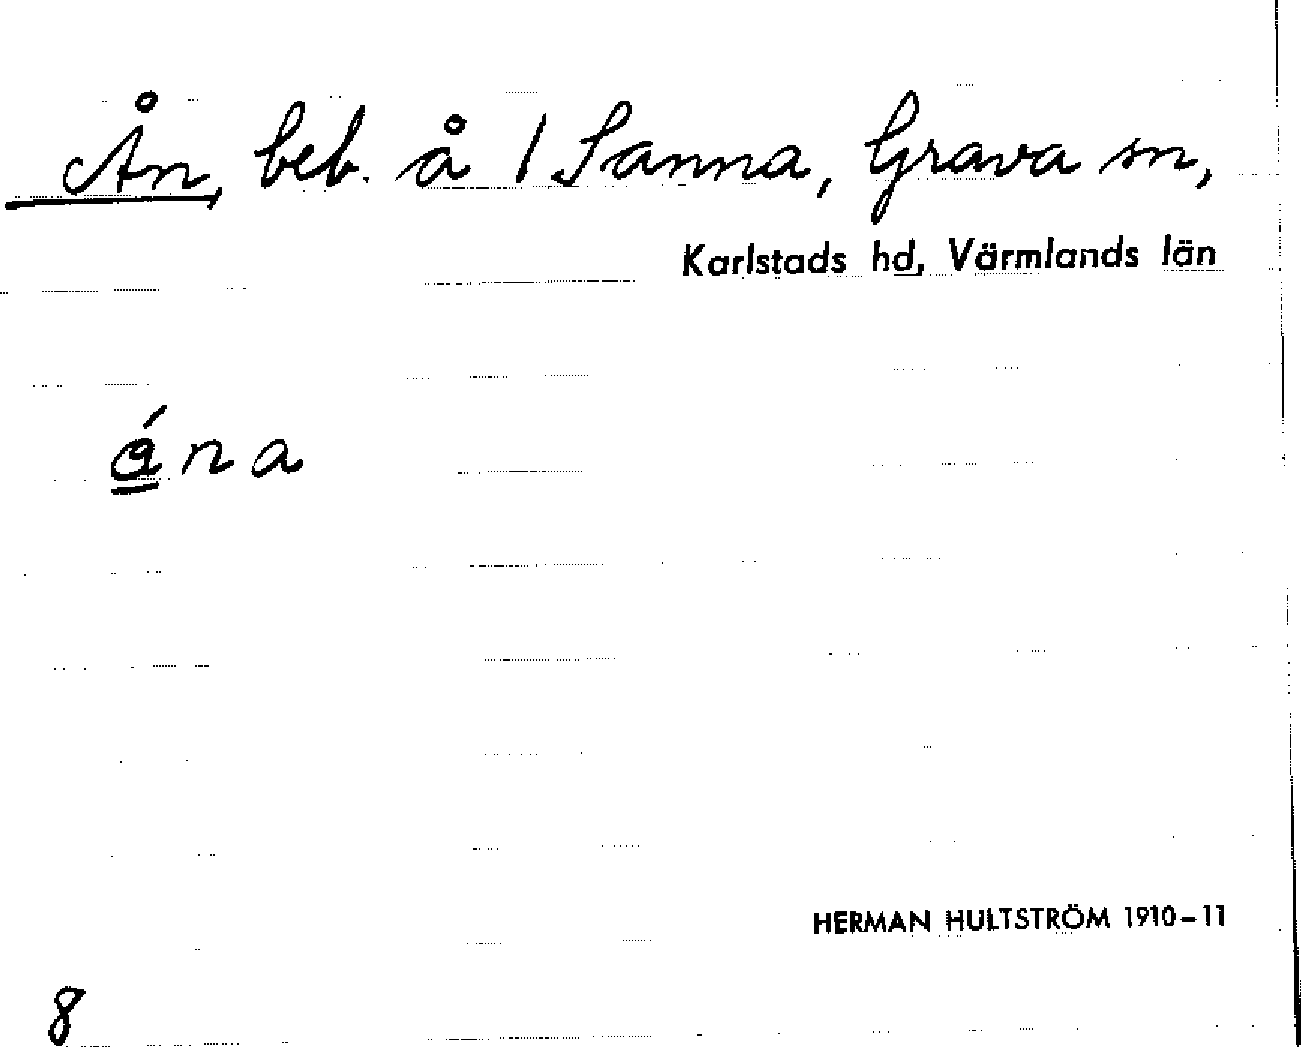 Ån, beb. å 1 Sanna, Grava sn,
Karlstads hd, Värmlands län
ána
HERMAN HULTSTRÖM 1910-11
8